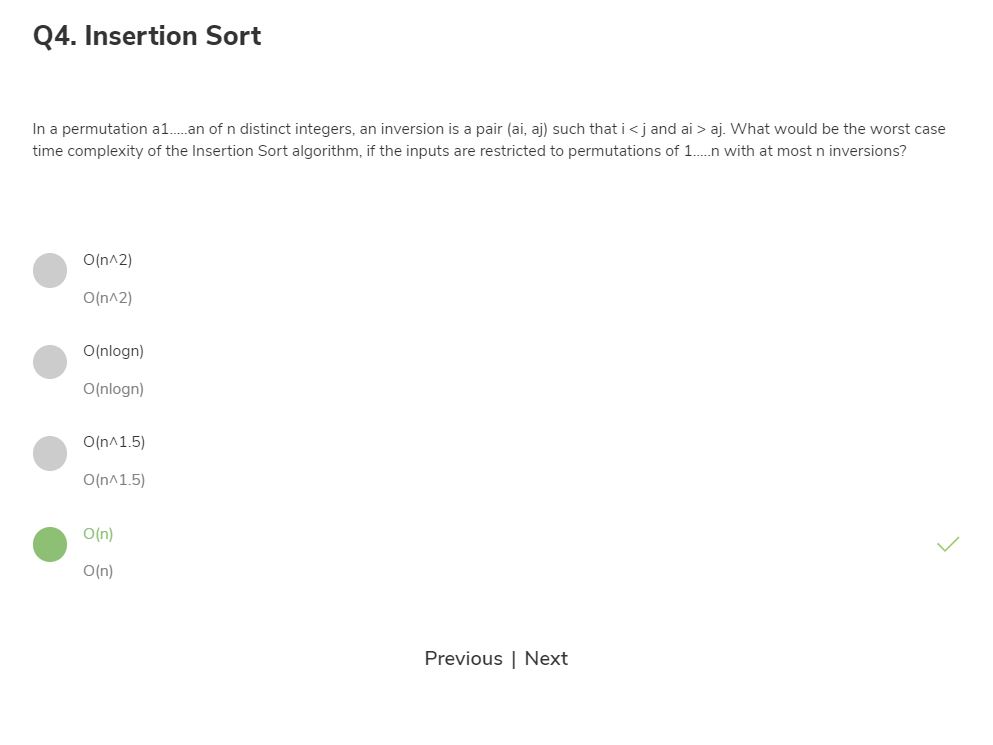 Q4. Insertion Sort
In a permutation a1.....an of n distinct integers, an inversion is a pair (ai, aj) such that i < j and ai > aj. What would be the worst case
time complexity of the Insertion Sort algorithm, if the inputs are restricted to permutations of 1.....n with at most n inversions?
O(n^2)
O(n^2)
O(nlogn)
O(nlogn)
O(n^1.5)
O(n^1.5)
O(n)
O(n)
Previous | Next